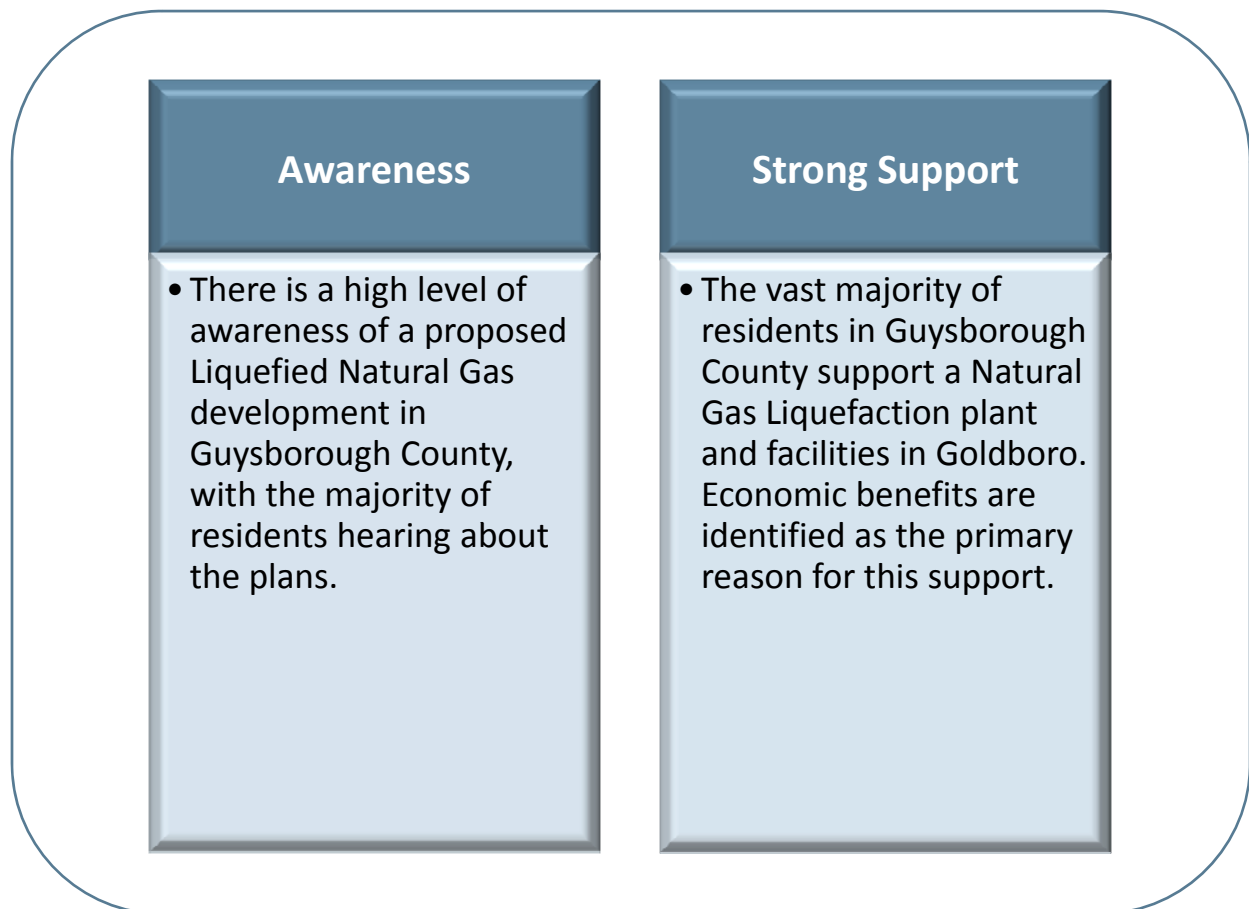 Awareness
• There is a high level of
awareness of a proposed
Liquefied Natural Gas
development in
Guysborough County,
with the majority of
residents hearing about
the plans.
Strong Support
• The vast majority of
residents in Guysborough
County support a Natural
Gas Liquefaction plant
and facilities in Goldboro.
Economic benefits are
identified as the primary
reason for this support.